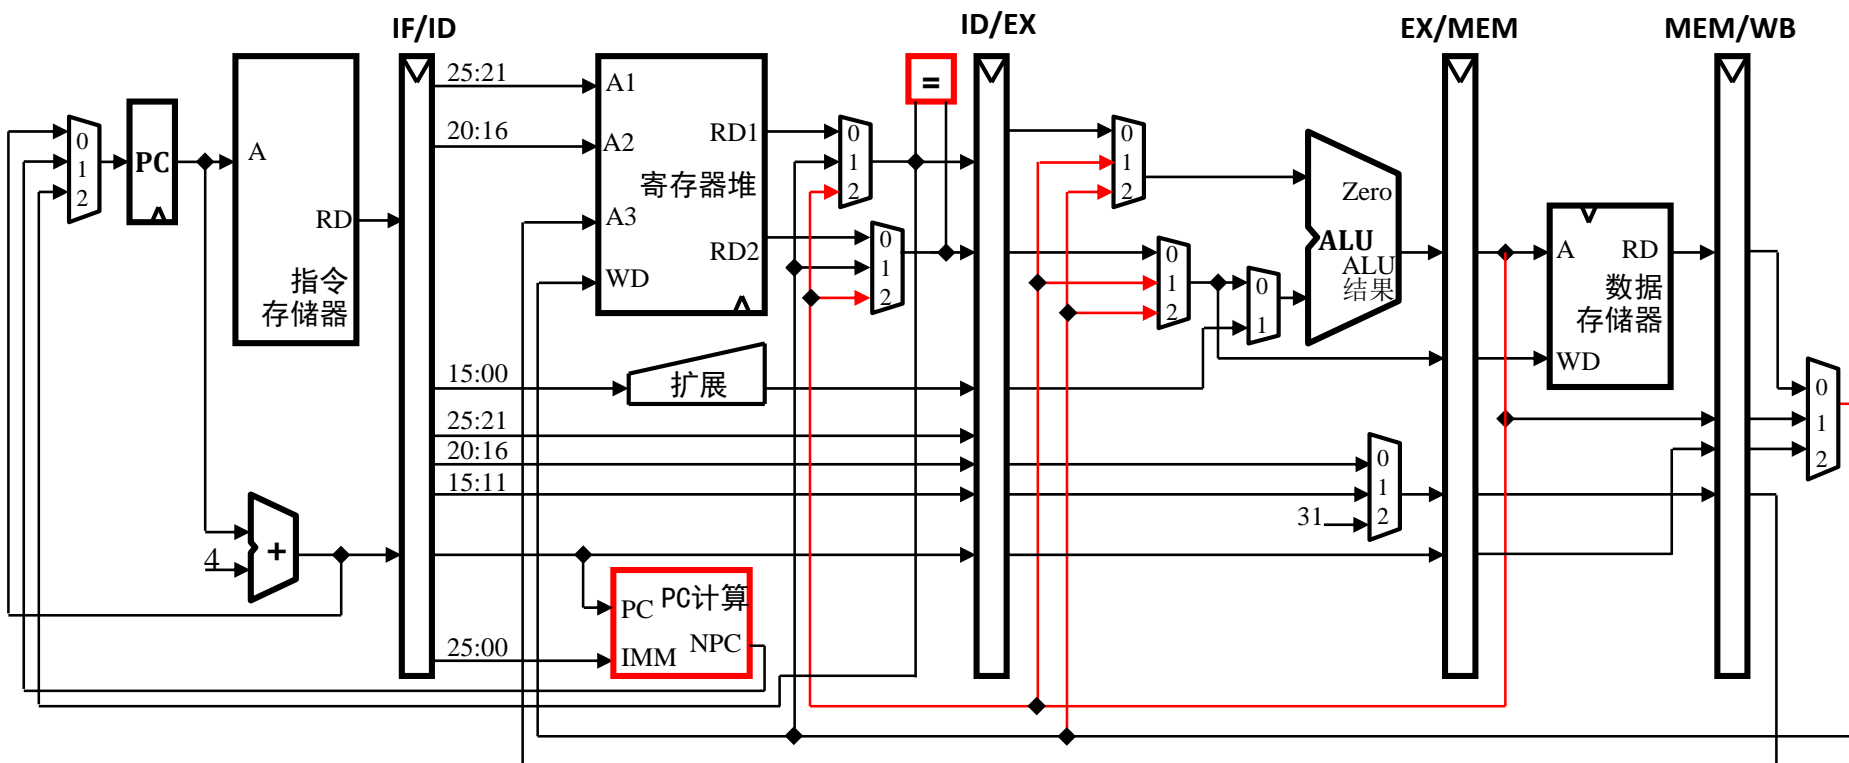 IF/ID
ID/EX
EX/MEM
MEM/WB
0
1
2
PC
A
RD
指令
存储器
25:21
20:16
A1
A2
A3
WD
RD1
RD2
寄存器堆
0
1
2
0
1
2
=
0
1
2
0
1
2
0
1
Zero
ALU
ALU
结果
A
RD
数据
存储器
WD
0
1
2
15:00
扩展
25:21
20:16
15:11
0
1
2
31
4
+
PC
PC计算
NPC
IMM
25:00